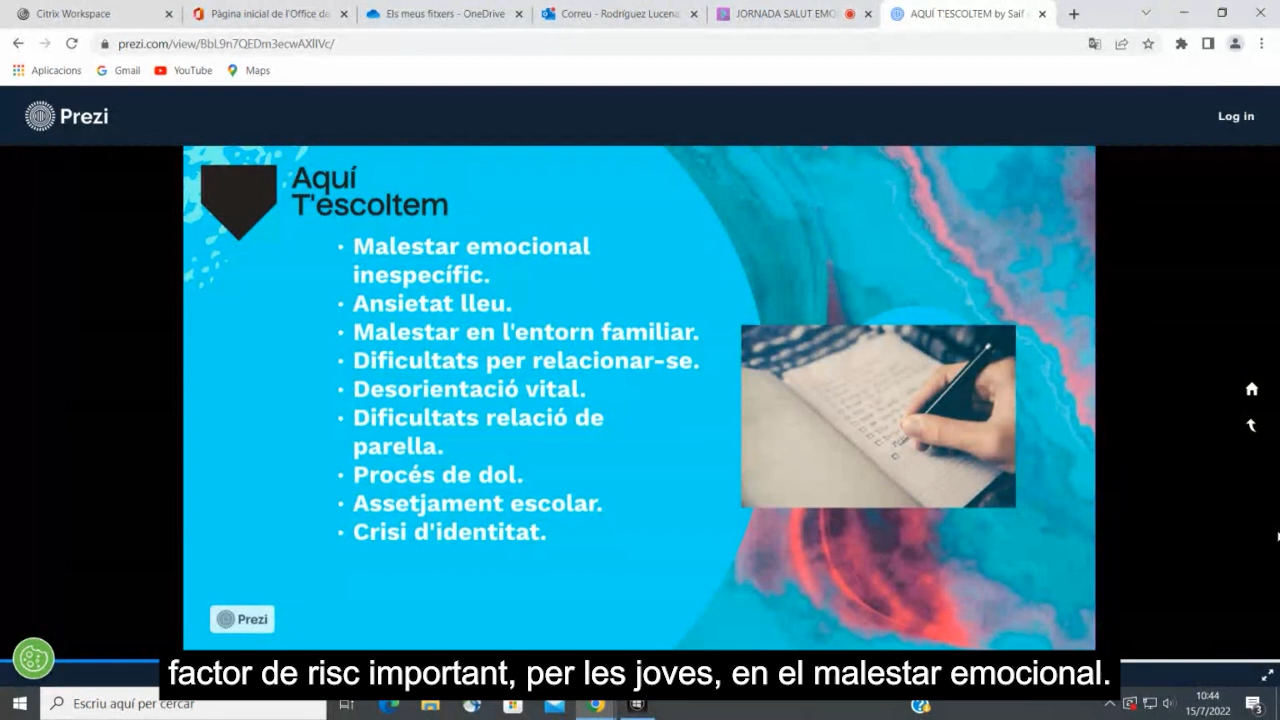 Citrix Workspace
Pàgina inicial de l'Office de
Els meus fitxers - OneDrive
Correu - Rodríguez Lucena
JORNADA SALUT EMO
AQUÍ T'ESCOLTEM by Saif
prezi.com/view/BbL9n7QEDm3ecwAXlIVc/
Aplicacions
Gmail
YouTube
Maps
Prezi
Log in
Aquí
T'escoltem
· Malestar emocional
inespecífic.
· Ansietat lleu.
· Malestar en l'entorn familiar.
· Dificultats per relacionar-se.
· Desorientació vital.
· Dificultats relació de
parella.
· Procés de dol.
· Assetjament escolar.
· Crisi d'identitat.
Prezi
factor de risc important, per les joves, en el malestar emocional.
Escriu aquí per cercar
10:44
15/7/2022
3